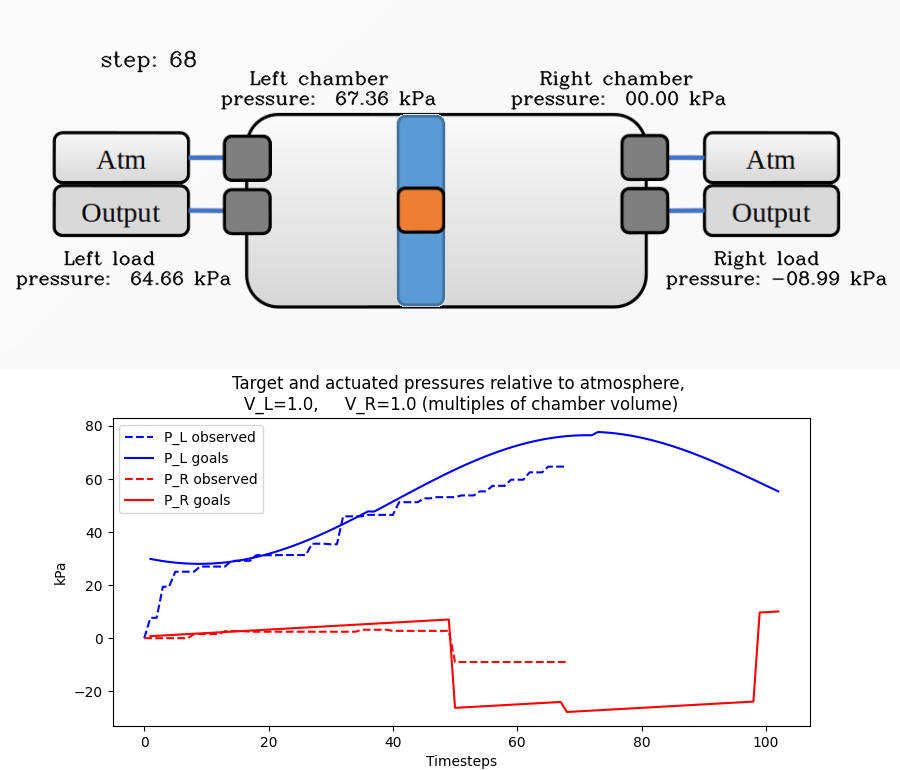 step: 68
Left chamber
pressure: 67.36 kPa
Right chamber
pressure: 00.00 kPa
Atm
Output
Atm
Output
Left load
pressure: 64.66 kPa
Right load
pressure: −08.99 kPa
Target and actuated pressures relative to atmosphere,
V_L=1.0, V_R=1.0 (multiples of chamber volume)
P_L observed
P_L goals
P_R observed
P_R goals
kPa
80
60
40
20
0
−20
0 20 40 60 80 100
Timesteps